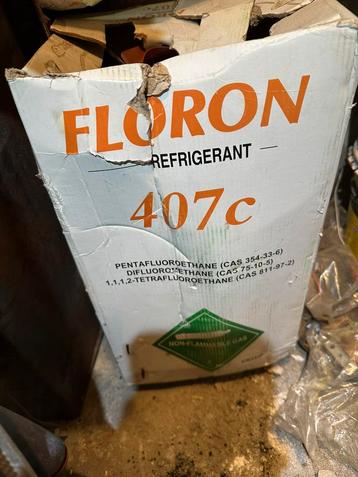 FLORON
REFRIGERANT
407c
PENTAFLUOROETHANE (CAS 354-33-6)
DIFLUOROMETHANE (CAS 75-10-5)
1,1,1,2-TETRAFLUOROETHANE (CAS 811-97-2)
NON-FLAMMABLE GAS